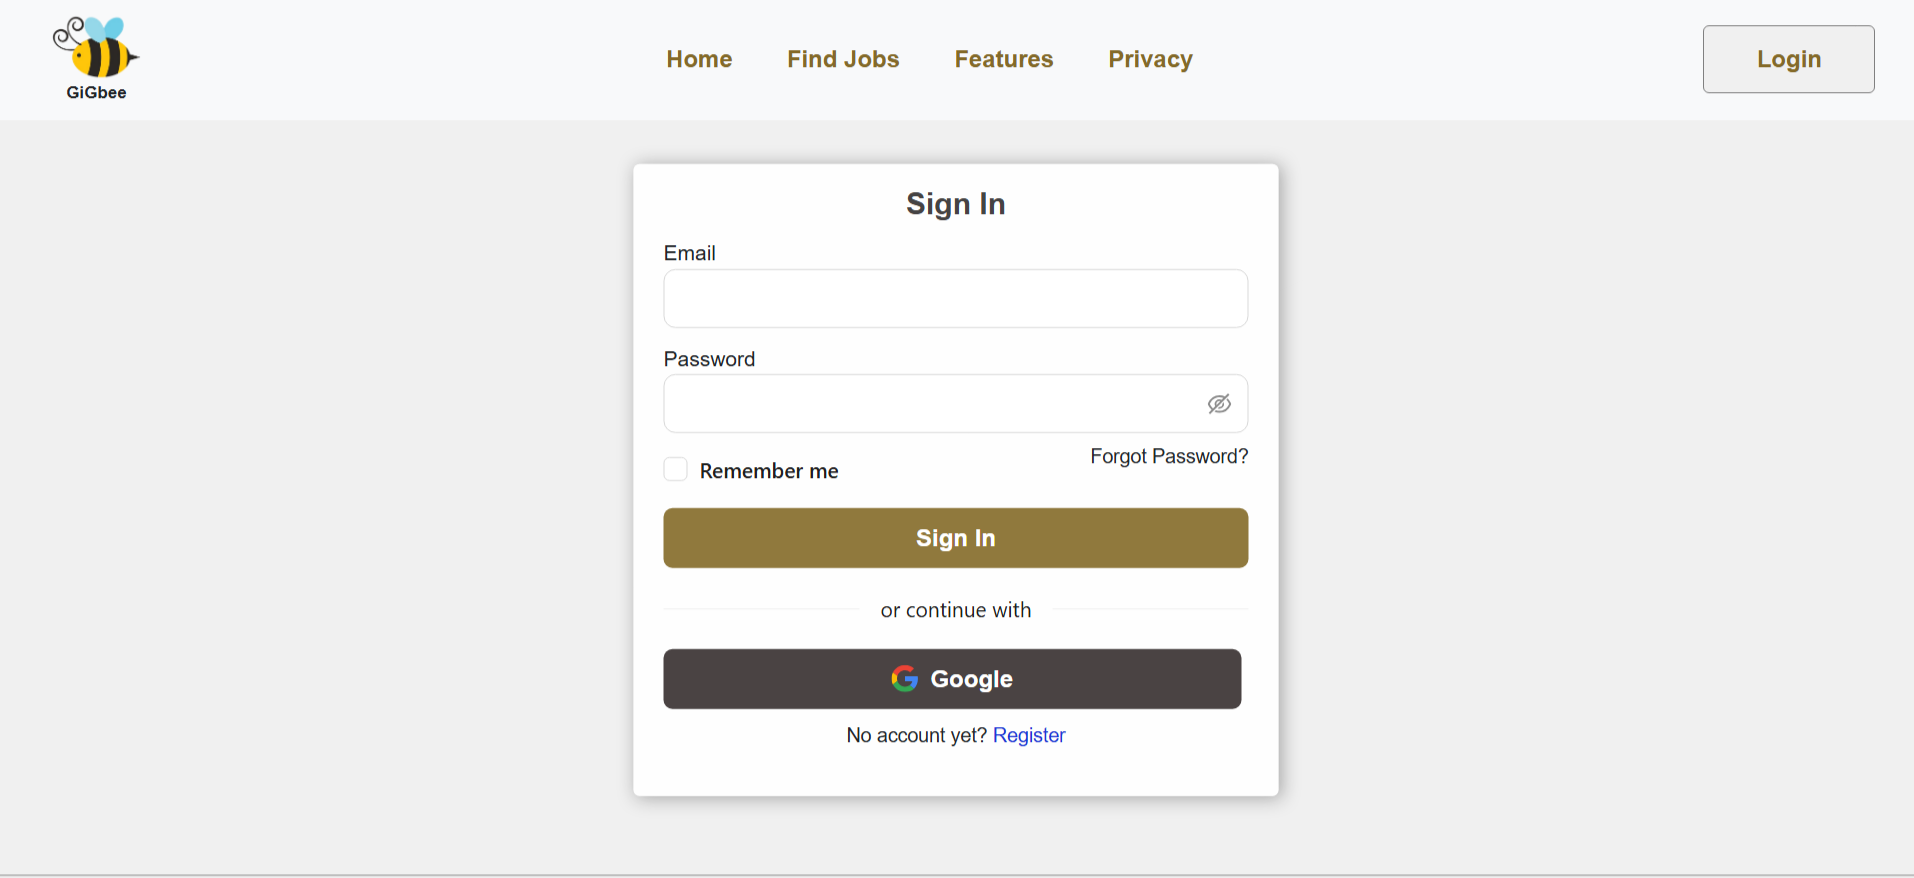 GiGbee
Home Find Jobs Features Privacy
Login
Sign In
Email
Password
Remember me
Forgot Password?
Sign In
or continue with
Google
No account yet? Register